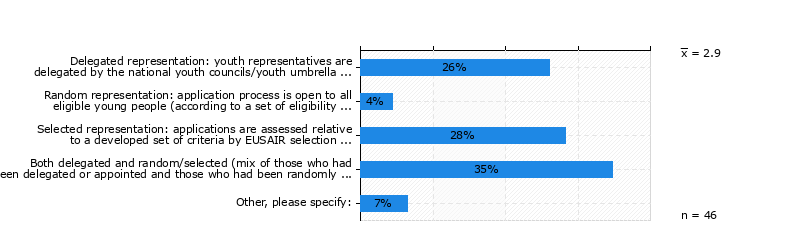 Delegated representation: youth representatives are
delegated by the national youth councils/youth umbrella ...
26%
Random representation: application process is open to all
eligible young people (according to a set of eligibility ...
4%
Selected representation: applications are assessed relative
to a developed set of criteria by EUSAIR selection ...
28%
Both delegated and random/selected (mix of those who had
een delegated or appointed and those who had been randomly ...
35%
Other, please specify:
7%
x̅ = 2.9
n = 46